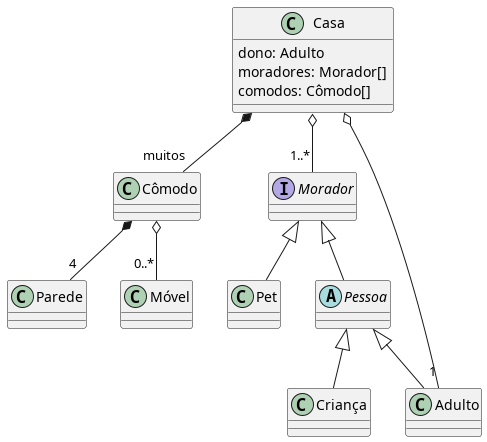 C Casa
dono: Adulto
moradores: Morador[]
comodos: Cômodo[]
muitos
1..*
C Cômodo
I Morador
4
0..*
C Parede
C Móvel
C Pet
A Pessoa
1
C Criança
C Adulto